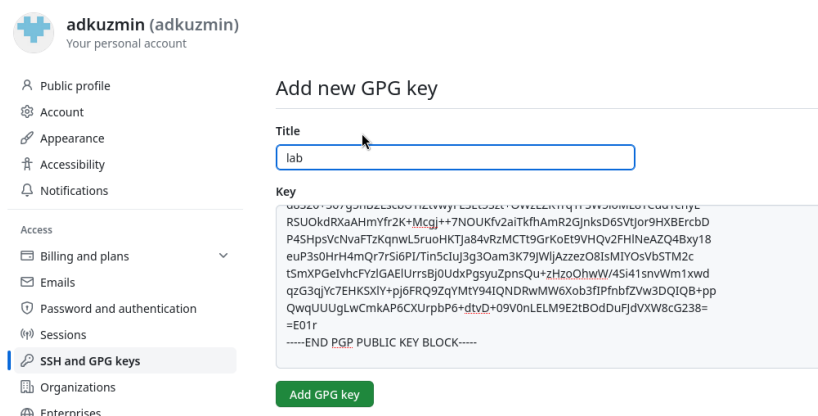 adkuzmin (adkuzmin)
Your personal account
Public profile
Account
Appearance
Accessibility
Notifications
Access
Billing and plans
Emails
Password and authentication
Sessions
SSH and GPG keys
Organizations
Enterprises
Add new GPG key
Title
lab
Key
RSUOkdRXaAHmYfr2K+Mcgj++7NOUKfv2aiTkfhAmR2GJnksD6SVtJor9HXBErcbD
P4SHpsVcNvaFTzKqnwL5ruoHKTJa84vRzMCTt9GrKoEt9VHQv2FHlNeAZQ4Bxy18
euP3s0HrH4mQr7rSi6PI/Tin5cIuJ3g3Oam3K79JWljAzzezO8IsMIYOsVbSTM2c
tSmXPGeIvhcFYzlGAElUrrsBj0UdxPgsyuZpnsQu+zHzoOhwW/4Si41snvWm1xwd
qzG3qjYc7EHKSXlY+pj6FRQ9ZqYMtY94IQNDRwMW6Xob3fIPfnbfZVw3DQIQB+pp
QwqUUUgLwCmkAP6CXUrpbP6+dtvD+09V0nLELM9E2tBOdDuFJdVXW8cG238=
=E01r
-----END PGP PUBLIC KEY BLOCK-----
Add GPG key